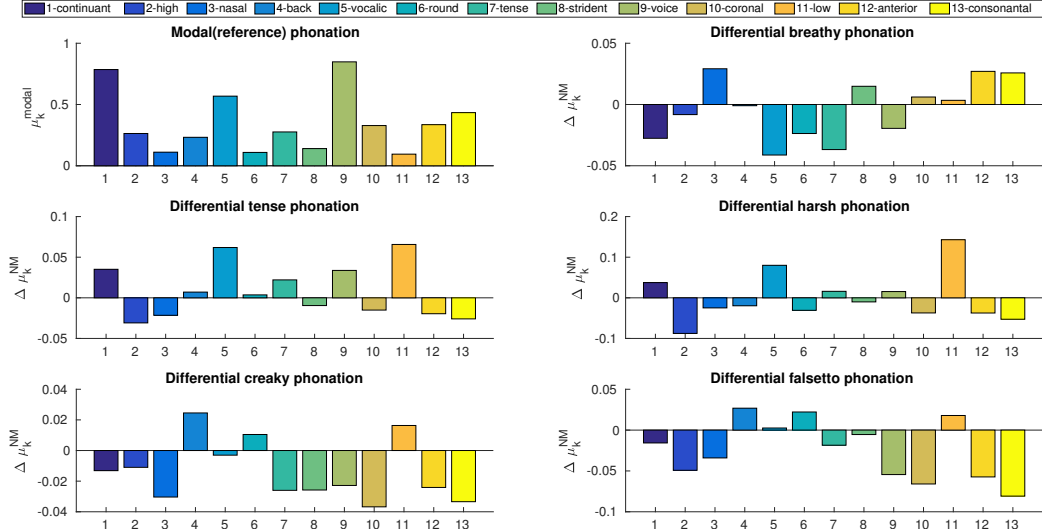 1-continuant 2-high 3-nasal 4-back 5-vocalic 6-round 7-tense 8-strident 9-voice 10-coronal 11-low 12-anterior 13-consonantal
Modal(reference) phonation
μ_k^modal
1
0.5
0
1 2 3 4 5 6 7 8 9 10 11 12 13
Differential breathy phonation
Δ μ_k^NM
0.05
0
-0.05
1 2 3 4 5 6 7 8 9 10 11 12 13
Differential tense phonation
Δ μ_k^NM
0.1
0.05
0
-0.05
1 2 3 4 5 6 7 8 9 10 11 12 13
Differential harsh phonation
Δ μ_k^NM
0.2
0.1
0
-0.1
1 2 3 4 5 6 7 8 9 10 11 12 13
Differential creaky phonation
Δ μ_k^NM
0.04
0.02
0
-0.02
-0.04
1 2 3 4 5 6 7 8 9 10 11 12 13
Differential falsetto phonation
Δ μ_k^NM
0.05
0
-0.05
-0.1
1 2 3 4 5 6 7 8 9 10 11 12 13